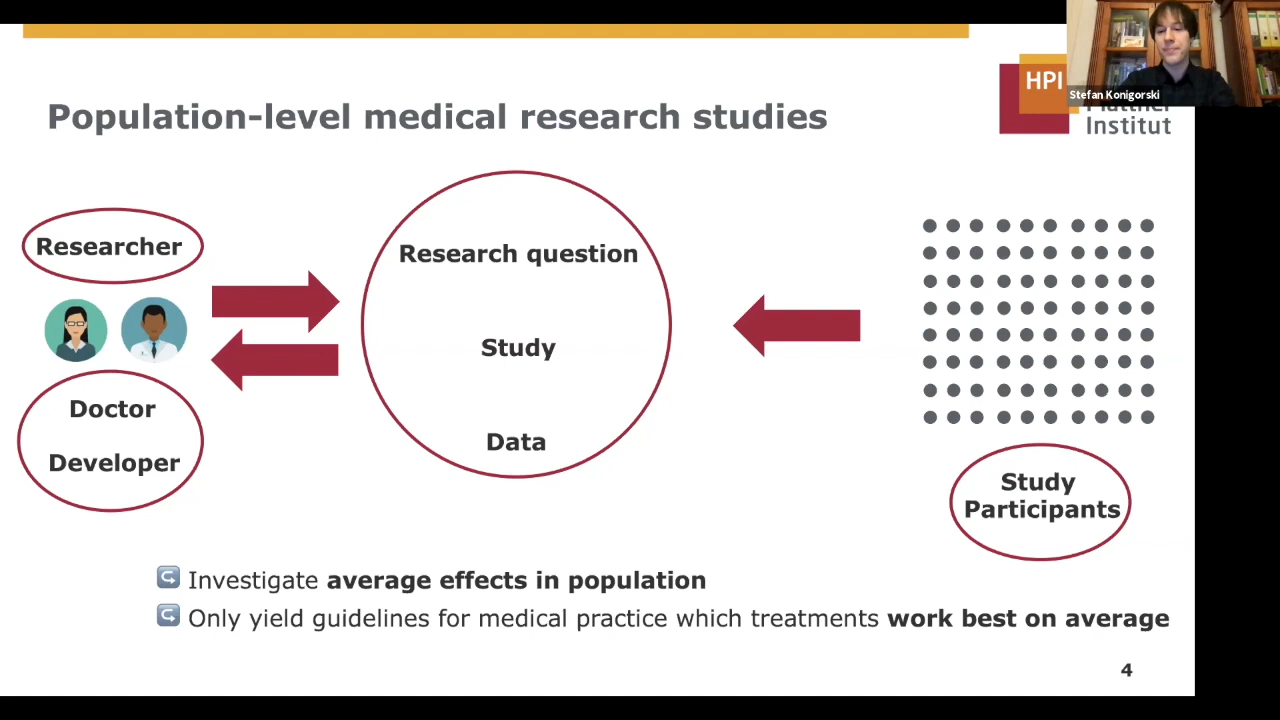 Population-level medical research studies
HPI
Stefan Konigorski
Institut
Researcher
Doctor
Developer
Research question
Study
Data
Study
Participants
Investigate average effects in population
Only yield guidelines for medical practice which treatments work best on average
4